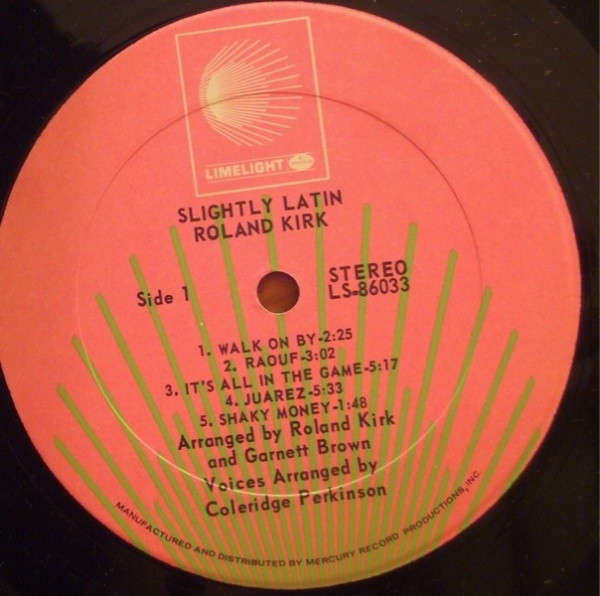 LIMELIGHT
SLIGHTLY LATIN
ROLAND KIRK
Side 1
STEREO
LS-86033
1. WALK ON BY-2:25
2. RAOUF-3:02
3. IT'S ALL IN THE GAME-5:17
4. JUAREZ-5:33
5. SHAKY MONEY-1:48
Arranged by Roland Kirk
and Garnett Brown
Voices Arranged by
Coleridge Perkinson
MANUFACTURED AND DISTRIBUTED BY MERCURY RECORD PRODUCTIONS, INC.